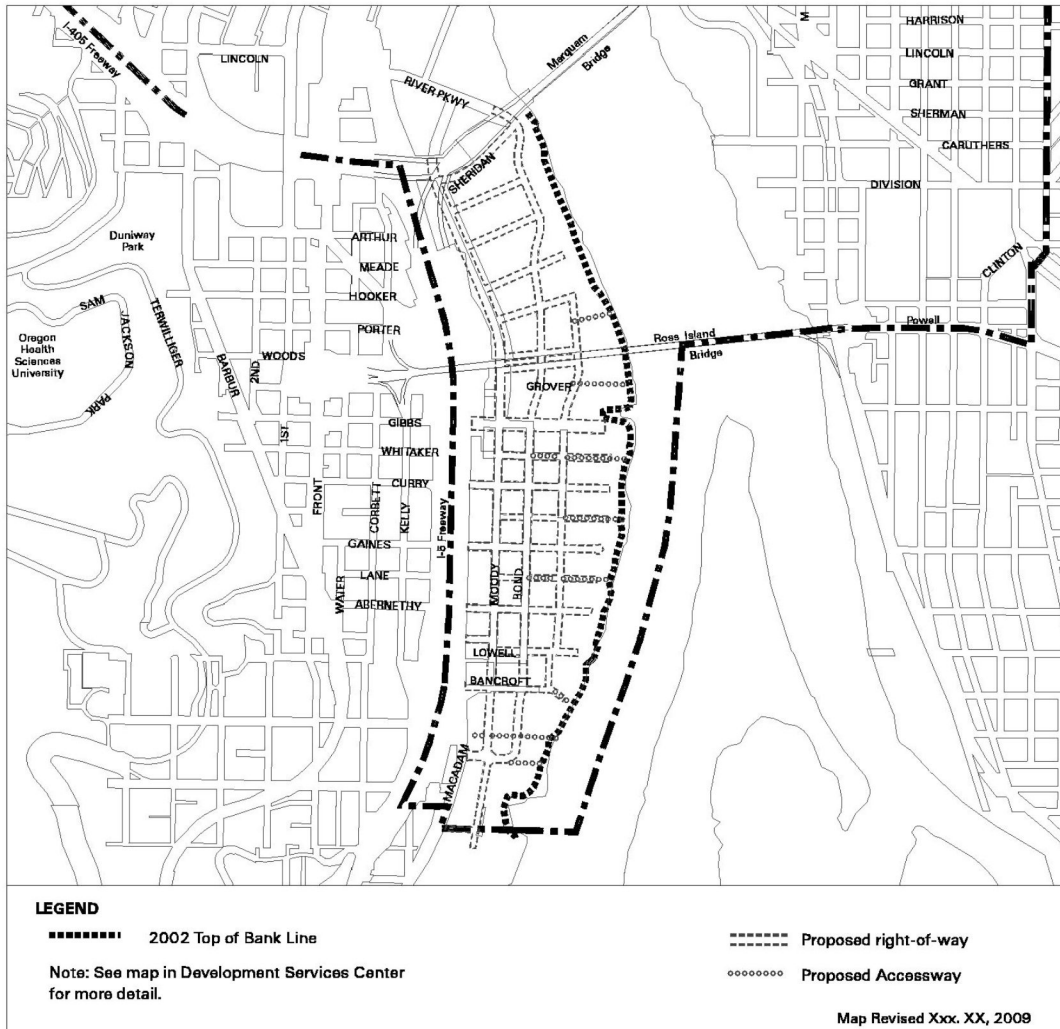 I-405 Freeway
LINCOLN
RIVER PKWY
Marquam
Bridge
M
HARRISON
LINCOLN
GRANT
SHERMAN
CARUTHERS
DIVISION
SHERIDAN
Duniway
Park
ARTHUR
MEADE
HOOKER
PORTER
CLINTON
SAM
JACKSON
PARK
TERWILLIGER
BARBUR
Oregon
Health
Sciences
University
2ND
WOODS
1ST
Ross Island
Bridge
Powell
GROVER
GIBBS
WHITAKER
CURRY
FRONT
CORBETT
KELLY
I-5 Freeway
GAINES
LANE
WATER
ABERNETHY
MOODY
BOND
LOWELL
BANCROFT
MACADAM
LEGEND
2002 Top of Bank Line
Note: See map in Development Services Center
for more detail.
Proposed right-of-way
Proposed Accessway
Map Revised Xxx. XX, 2009